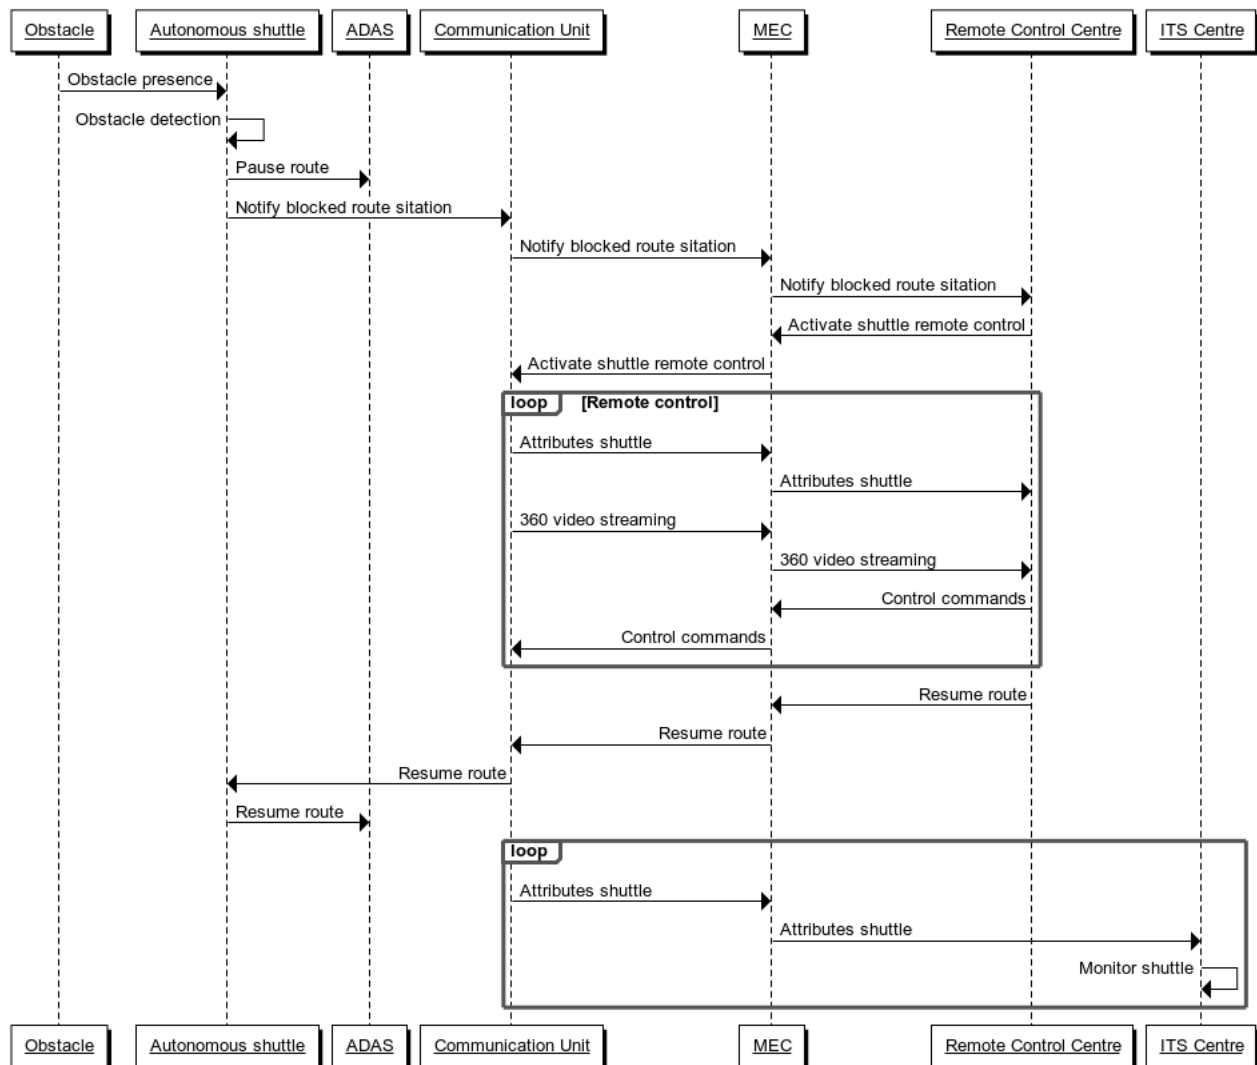 Obstacle Autonomous shuttle ADAS Communication Unit MEC Remote Control Centre ITS Centre
Obstacle presence
Obstacle detection
Pause route
Notify blocked route sitation
Notify blocked route sitation
Notify blocked route sitation
Activate shuttle remote control
Activate shuttle remote control
loop [Remote control]
Attributes shuttle
Attributes shuttle
360 video streaming
360 video streaming
Control commands
Control commands
Resume route
Resume route
Resume route
Resume route
loop
Attributes shuttle
Attributes shuttle
Monitor shuttle
Obstacle Autonomous shuttle ADAS Communication Unit MEC Remote Control Centre ITS Centre